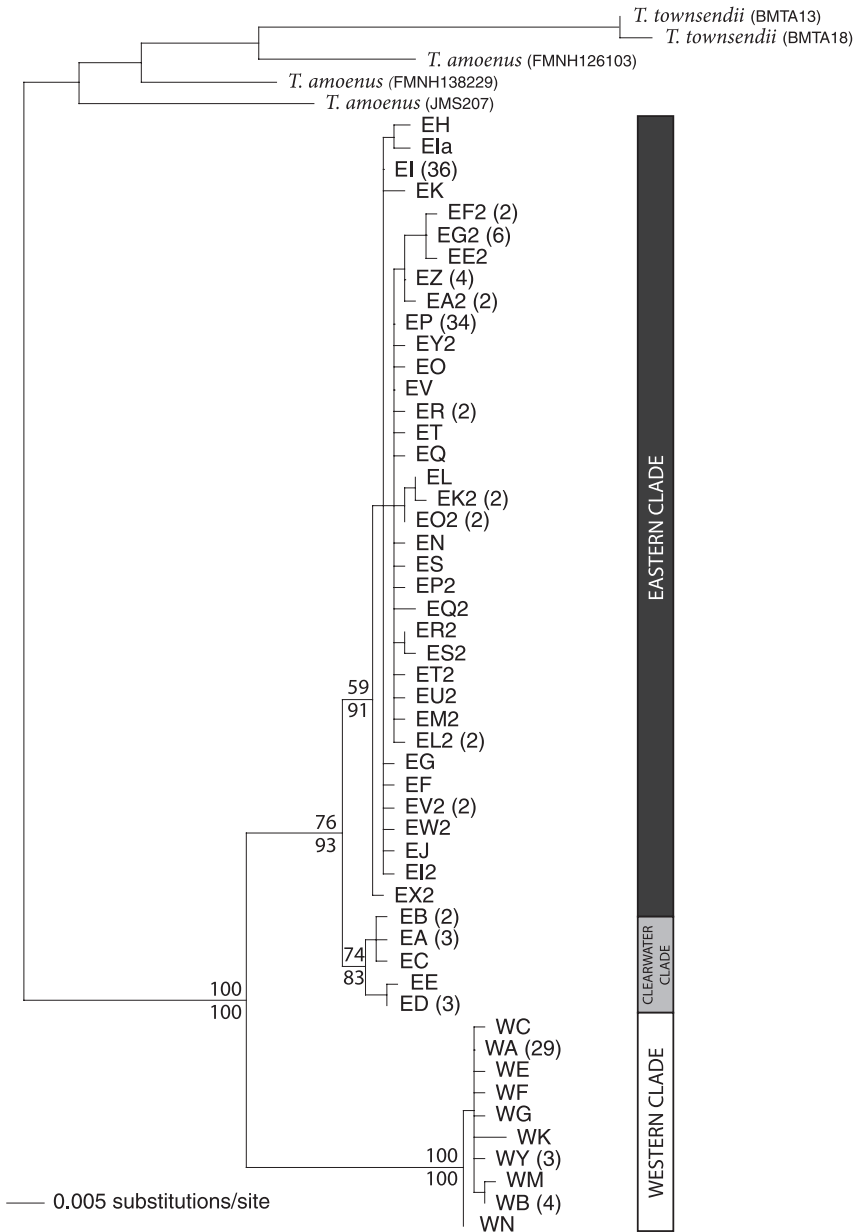 T. townsendii (BMTA13)
T. townsendii (BMTA18)
T. amoenus (FMNH126103)
T. amoenus (FMNH138229)
T. amoenus (JMS207)
EH
EIa
EI (36)
EK
EF2 (2)
EG2 (6)
EE2
EZ (4)
EA2 (2)
EP (34)
EY2
EO
EV
ER (2)
ET
EQ
EL
EK2 (2)
EO2 (2)
EN
ES
EP2
EQ2
ER2
ES2
ET2
EU2
EM2
EL2 (2)
EG
EF
EV2 (2)
EW2
EJ
EI2
EX2
EB (2)
EA (3)
EC
EE
ED (3)
WC
WA (29)
WE
WF
WG
WK
WY (3)
WM
WB (4)
WN
59
91
76
93
74
83
100
100
100
100
EASTERN CLADE
CLEARWATER
CLADE
WESTERN CLADE
0.005 substitutions/site